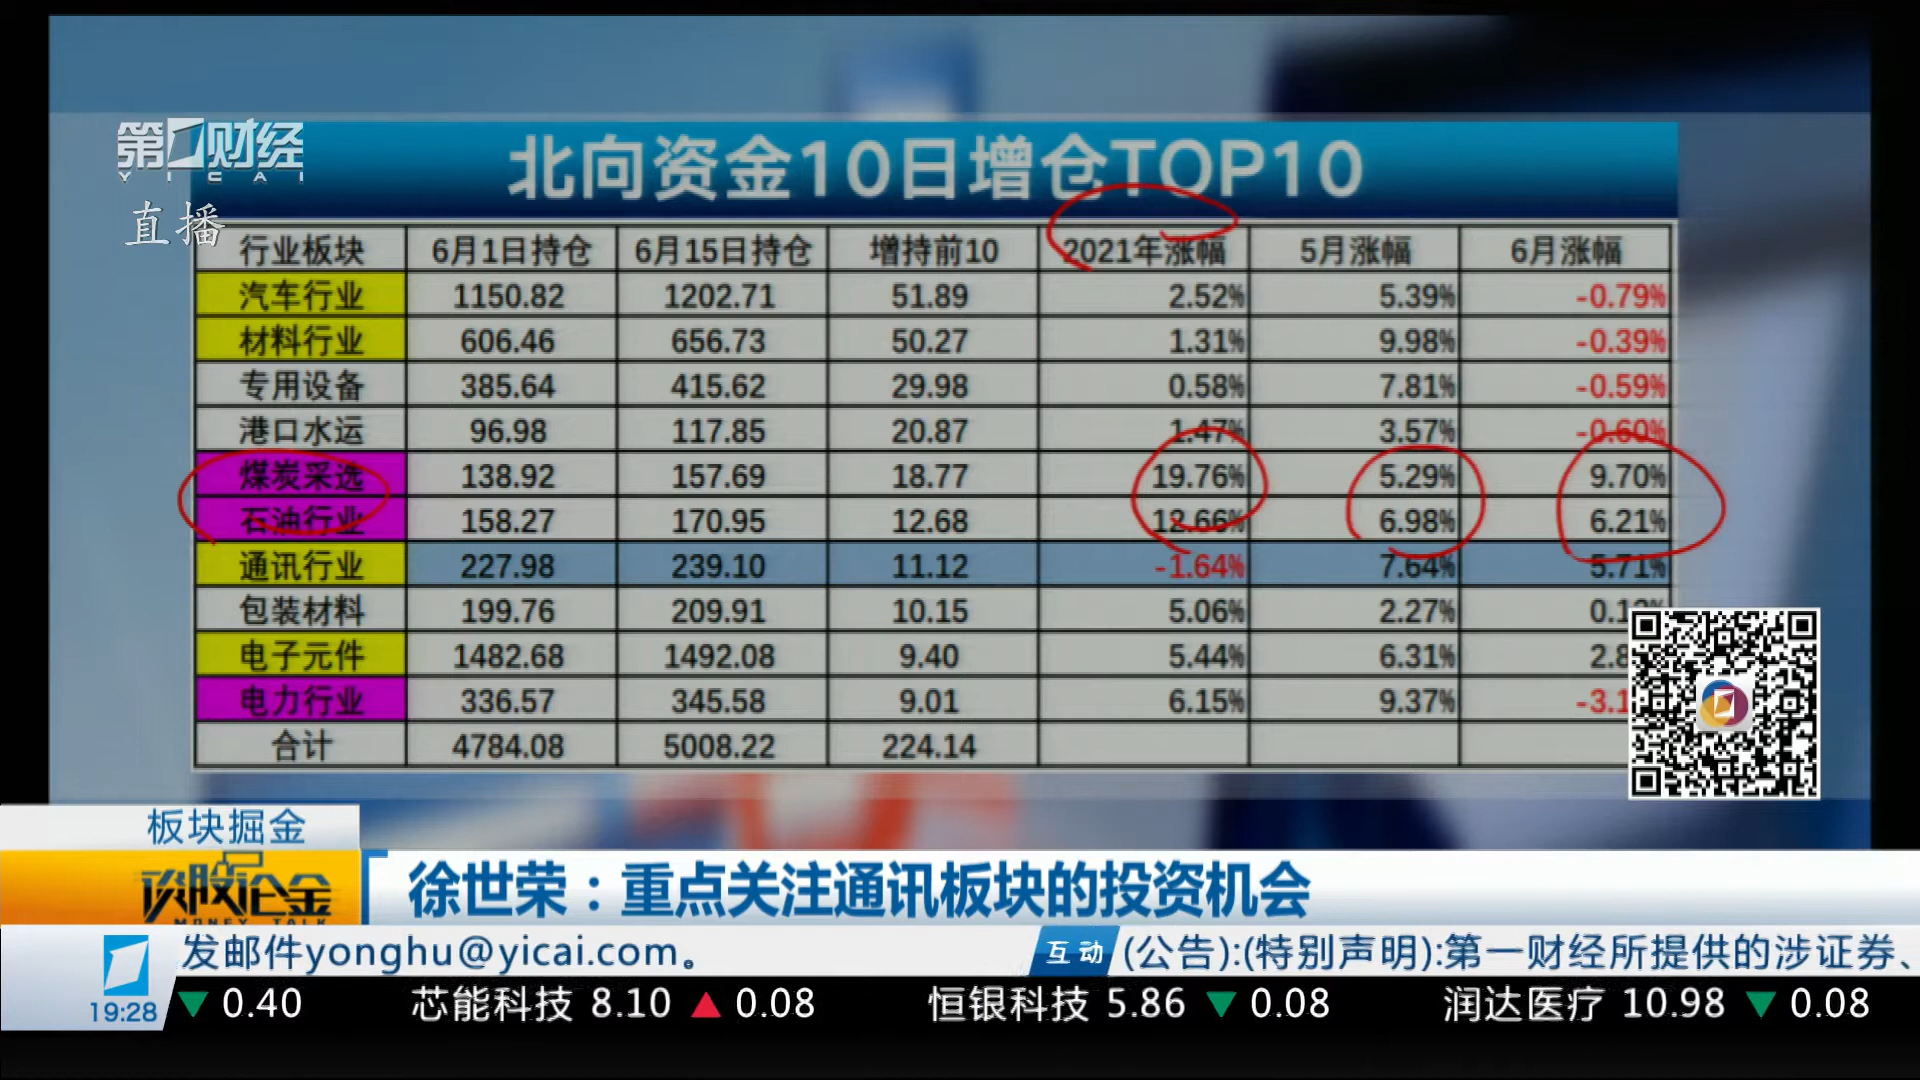 第1财经
YICAI
直播
北向资金10日增仓TOP10
行业板块 6月1日持仓 6月15日持仓 增持前10 2021年涨幅 5月涨幅 6月涨幅
汽车行业 1150.82 1202.71 51.89 2.52% 5.39% -0.79%
材料行业 606.46 656.73 50.27 1.31% 9.98% -0.39%
专用设备 385.64 415.62 29.98 0.58% 7.81% -0.59%
港口水运 96.98 117.85 20.87 1.47% 3.57% -0.60%
煤炭采选 138.92 157.69 18.77 19.76% 5.29% 9.70%
石油行业 158.27 170.95 12.68 12.66% 6.98% 6.21%
通讯行业 227.98 239.10 11.12 -1.64% 7.64% 5.71%
包装材料 199.76 209.91 10.15 5.06% 2.27%
电子元件 1482.68 1492.08 9.40 5.44% 6.31%
电力行业 336.57 345.58 9.01 6.15% 9.37%
合计 4784.08 5008.22 224.14
板块掘金
谈股论金
MONEY TALK
徐世荣：重点关注通讯板块的投资机会
发邮件yonghu@yicai.com。 互动 (公告):(特别声明):第一财经所提供的涉证券、
19:28 ▼ 0.40 芯能科技 8.10 ▲ 0.08 恒银科技 5.86 ▼ 0.08 润达医疗 10.98 ▼ 0.08